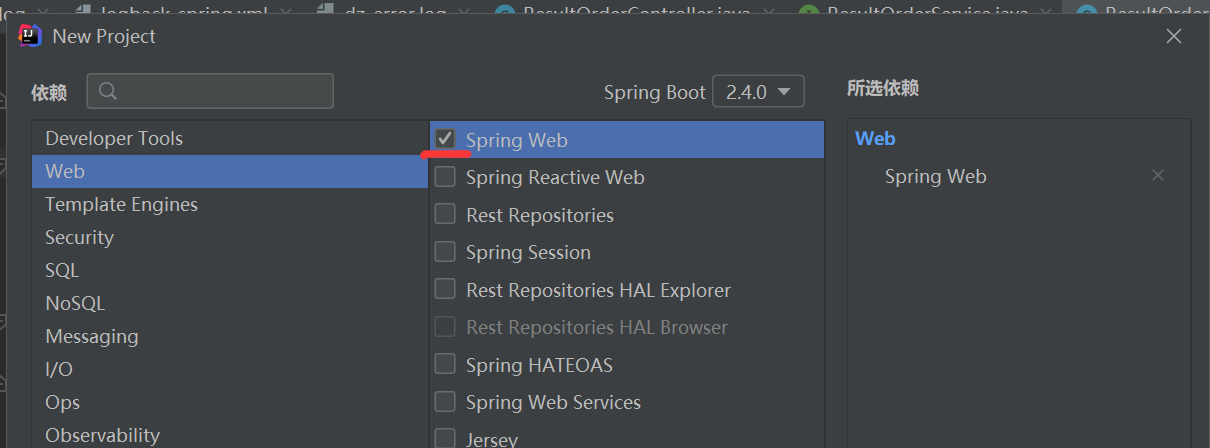 New Project
依赖
Spring Boot 2.4.0
所选依赖
Developer Tools
Web
Template Engines
Security
SQL
NoSQL
Messaging
I/O
Ops
Observability
Spring Web
Spring Reactive Web
Rest Repositories
Spring Session
Rest Repositories HAL Explorer
Rest Repositories HAL Browser
Spring HATEOAS
Spring Web Services
Jersey
Web
Spring Web